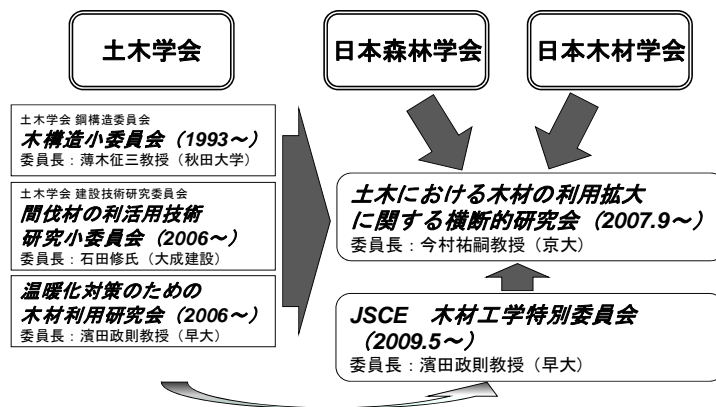 土木学会
日本森林学会
日本木材学会
土木学会 鋼構造委員会
木構造小委員会（1993～）
委員長：薄木征三教授（秋田大学）
土木学会 建設技術研究委員会
間伐材の利活用技術
研究小委員会（2006～）
委員長：石田修氏（大成建設）
温暖化対策のための
木材利用研究会（2006～）
委員長：濱田政則教授（早大）
土木における木材の利用拡大
に関する横断的研究会（2007.9～）
委員長：今村祐嗣教授（京大）
JSCE　木材工学特別委員会
（2009.5～）
委員長：濱田政則教授（早大）